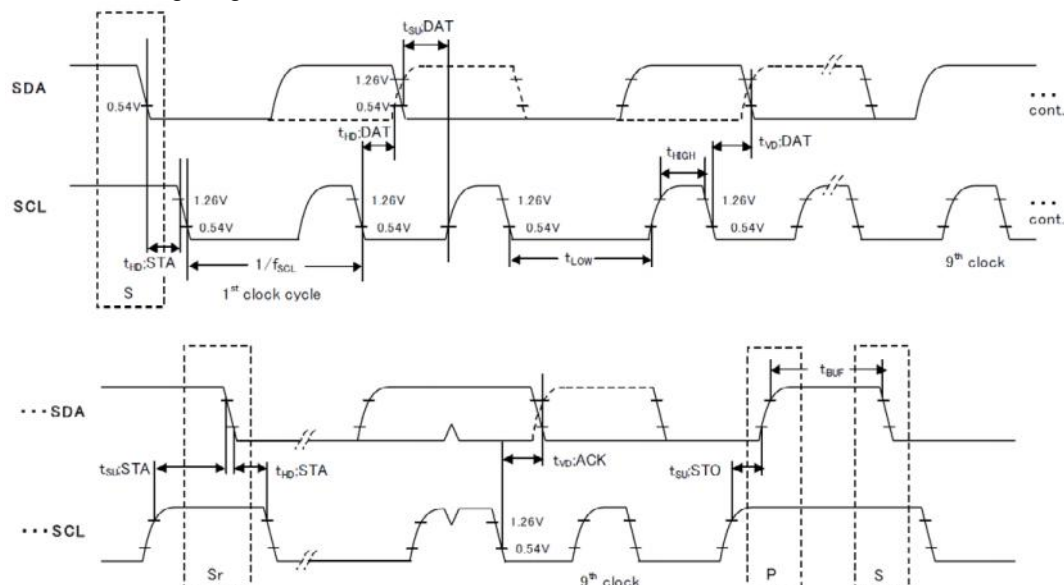 tSU:DAT
1.26V
SDA
0.54V
0.54V
cont.
tHD:DAT
tHIGH
tVD:DAT
SCL
1.26V
1.26V
1.26V
1.26V
0.54V
0.54V
0.54V
0.54V
cont.
tHD:STA
1/fSCL
tLOW
9th clock
S
1st clock cycle
tBUF
···SDA
tSU:STA
tHD:STA
tVD:ACK
tSU:STO
···SCL
1.26V
0.54V
Sr
9th clock
P
S